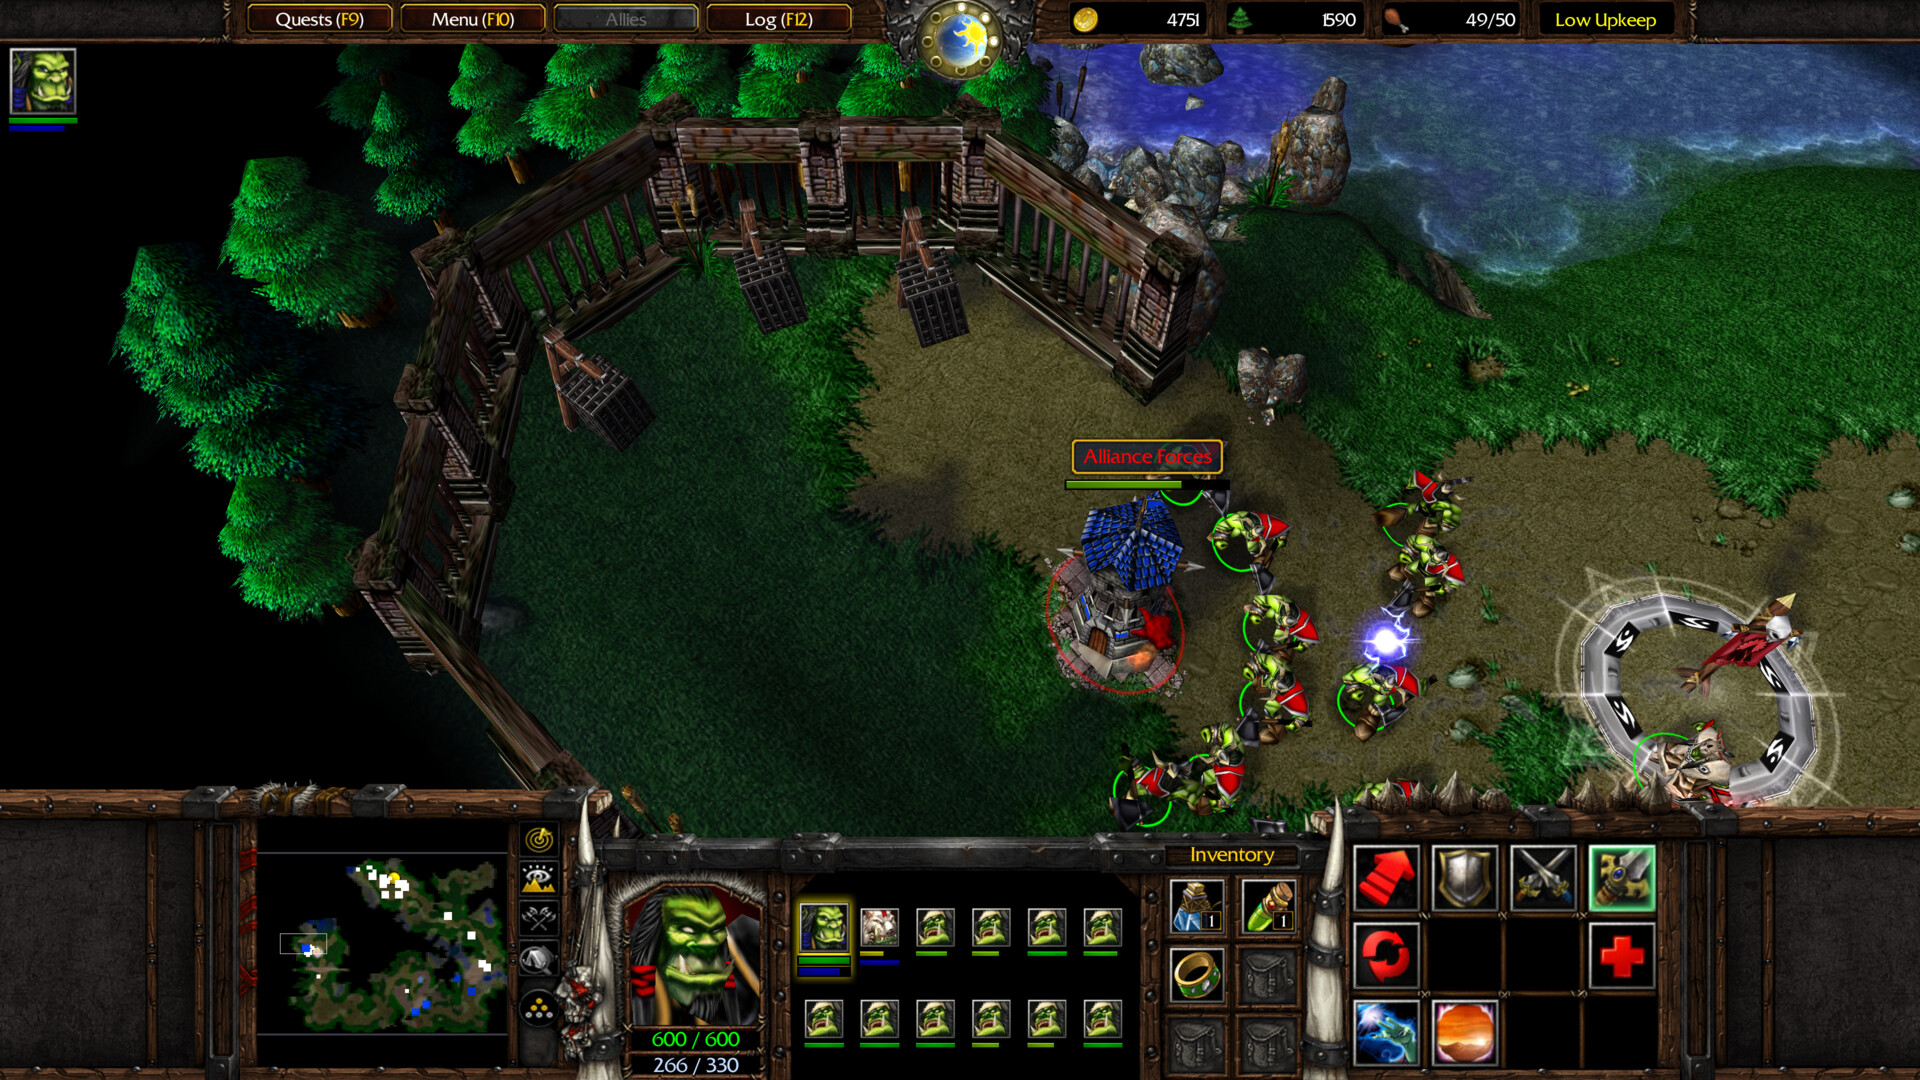 Quests (F9) Menu (F10) Allies Log (F12) 4751 1590 49/50 Low Upkeep
Alliance Forces
Inventory
1 1
600 / 600
266 / 330